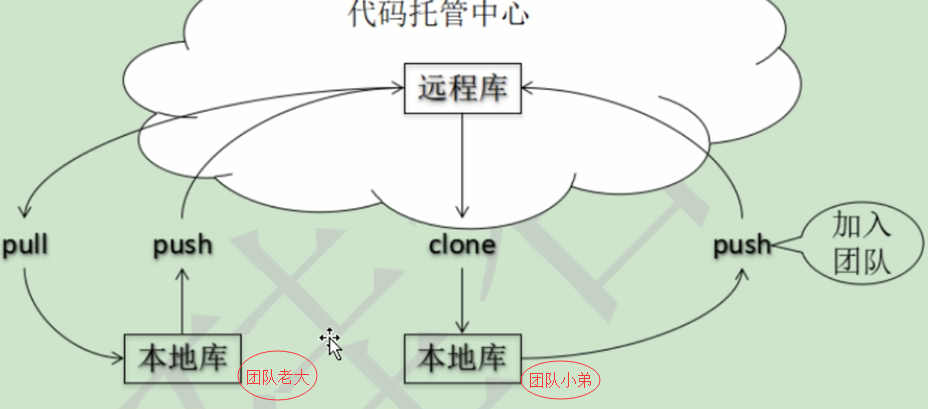 代码托管中心
远程库
pull
push
clone
push
加入
团队
本地库
团队老大
本地库
团队小弟